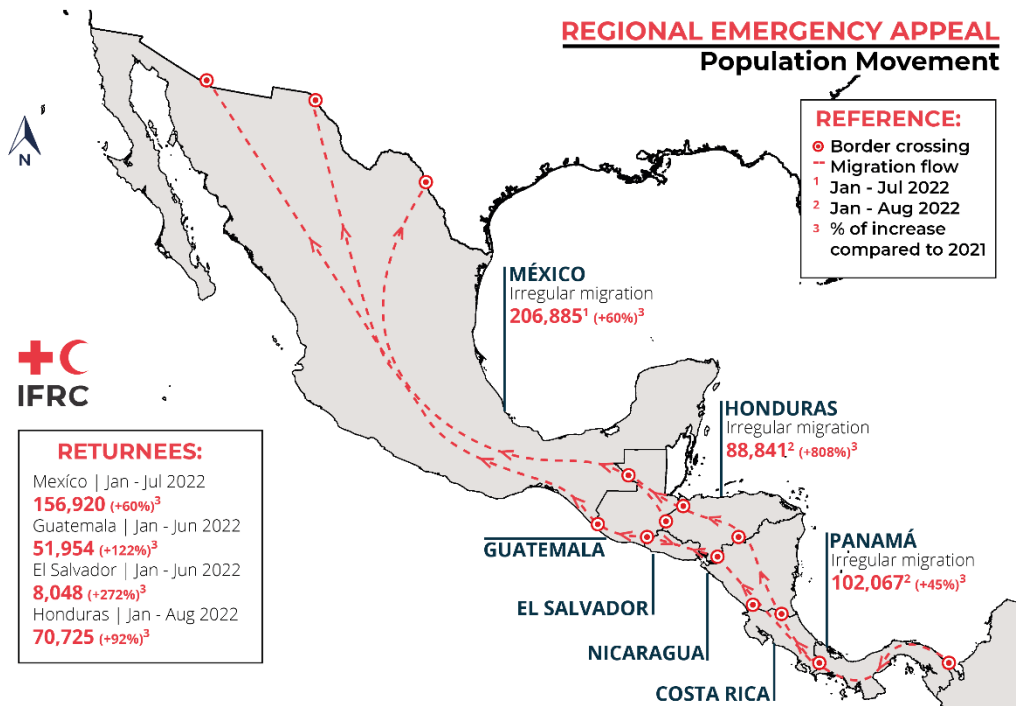 REGIONAL EMERGENCY APPEAL
Population Movement
REFERENCE:
Border crossing
Migration flow
1 Jan - Jul 2022
2 Jan - Aug 2022
3 % of increase
compared to 2021
N
MÉXICO
Irregular migration
206,885¹ (+60%)³
IFRC
HONDURAS
Irregular migration
88,841² (+808%)³
RETURNEES:
Mexíco | Jan - Jul 2022
156,920 (+60%)³
Guatemala | Jan - Jun 2022
51,954 (+122%)³
El Salvador | Jan - Jun 2022
8,048 (+272%)³
Honduras | Jan - Aug 2022
70,725 (+92%)³
GUATEMALA
PANAMÁ
Irregular migration
102,067² (+45%)³
EL SALVADOR
NICARAGUA
COSTA RICA